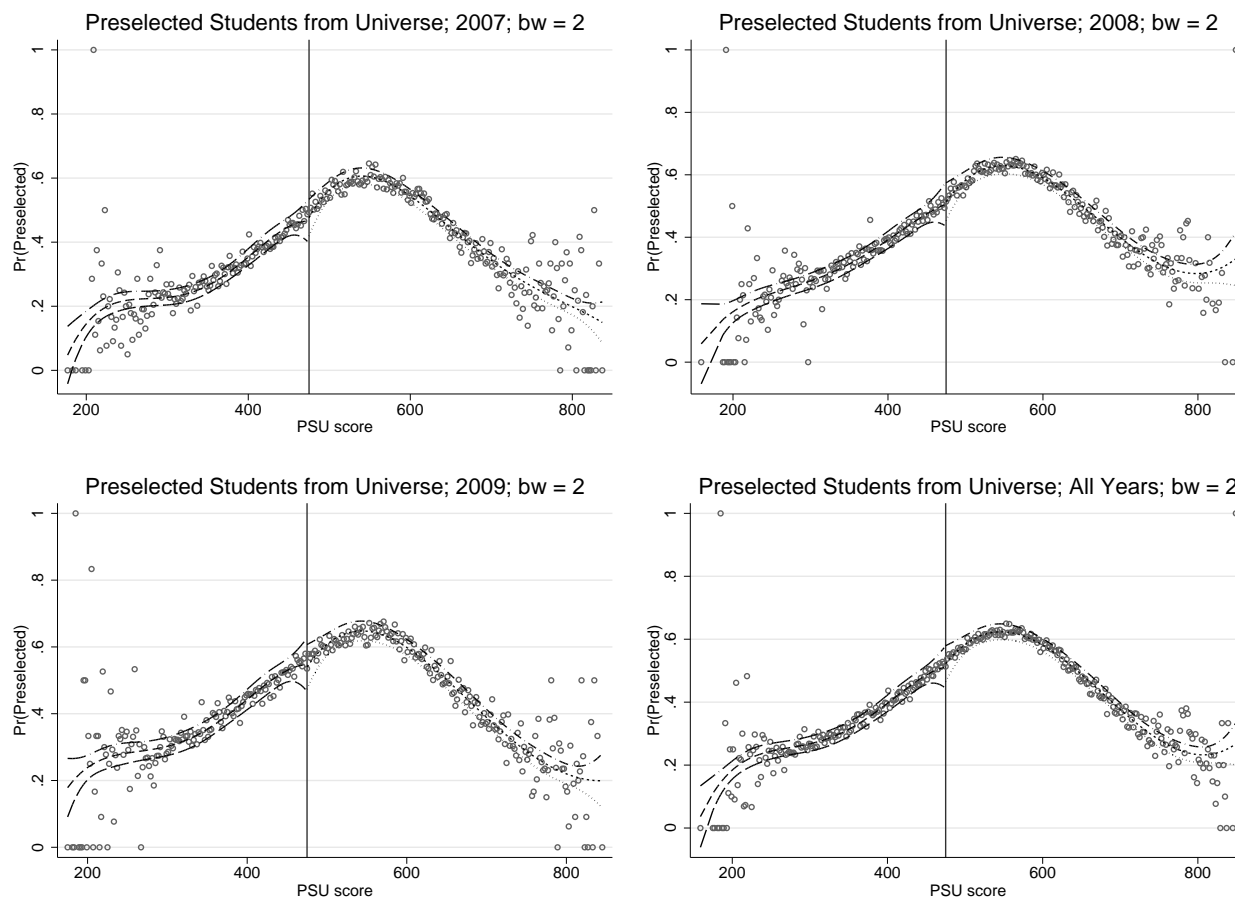 Preselected Students from Universe; 2007; bw = 2
Pr(Preselected)
1
.8
.6
.4
.2
0
200 400 600 800
PSU score
Preselected Students from Universe; 2008; bw = 2
Pr(Preselected)
1
.8
.6
.4
.2
0
200 400 600 800
PSU score
Preselected Students from Universe; 2009; bw = 2
Pr(Preselected)
1
.8
.6
.4
.2
0
200 400 600 800
PSU score
Preselected Students from Universe; All Years; bw = 2
Pr(Preselected)
1
.8
.6
.4
.2
0
200 400 600 800
PSU score